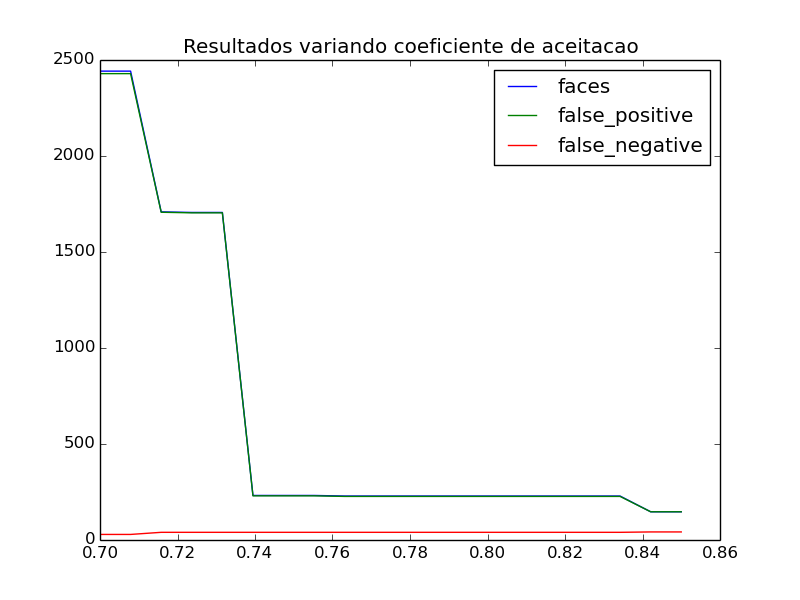 Resultados variando coeficiente de aceitacao
2500
2000
1500
1000
500
0
faces
false_positive
false_negative
0.70 0.72 0.74 0.76 0.78 0.80 0.82 0.84 0.86